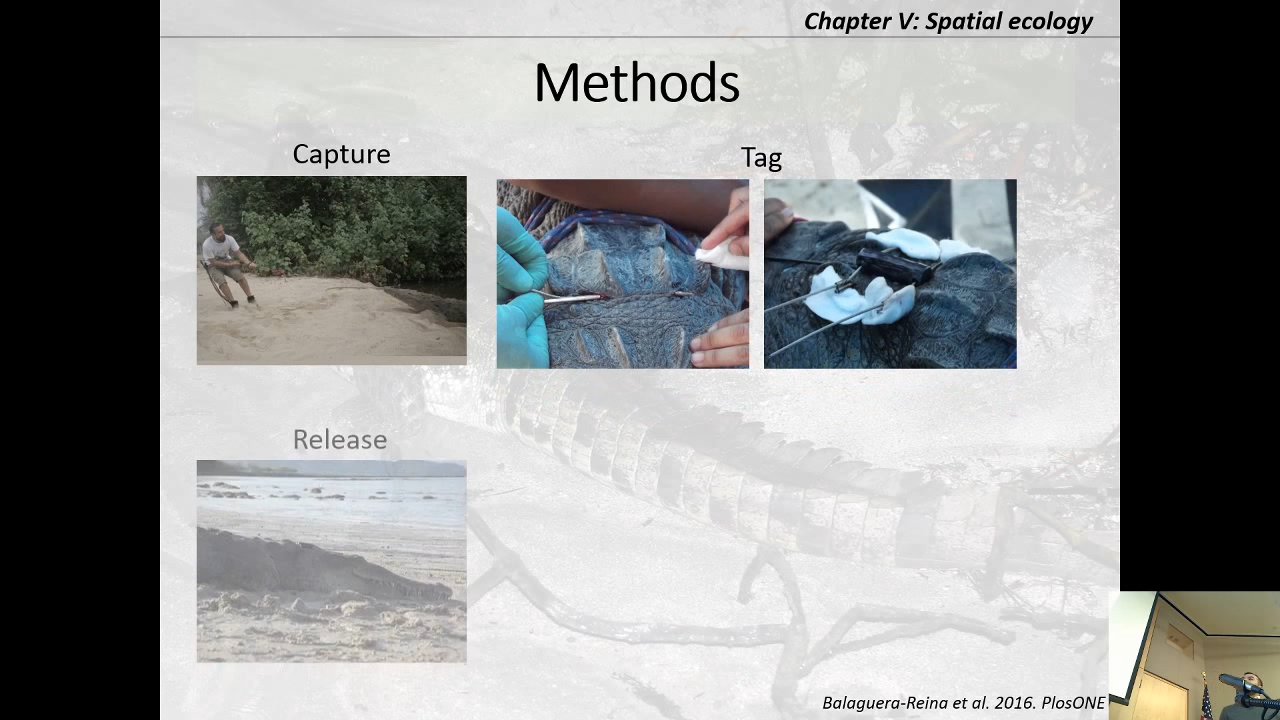 Chapter V: Spatial ecology
Methods
Capture
Tag
Release
Balaguera-Reina et al. 2016. PlosONE